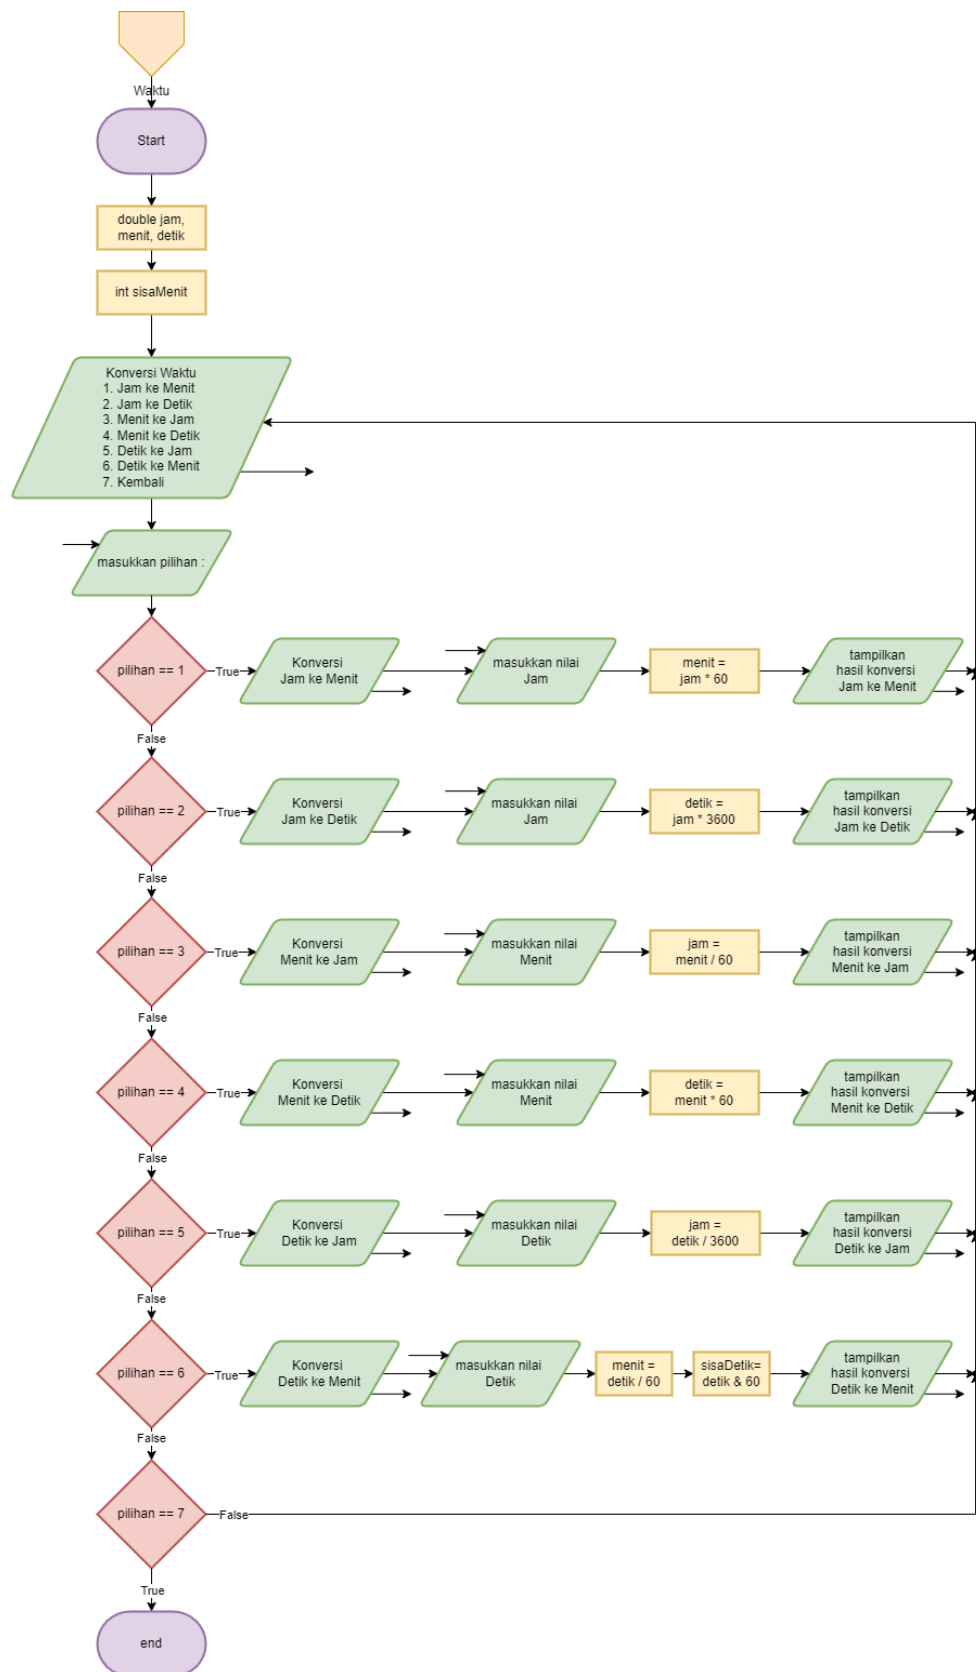 Waktu
Start
double jam,
menit, detik
int sisaMenit
Konversi Waktu
1. Jam ke Menit
2. Jam ke Detik
3. Menit ke Jam
4. Menit ke Detik
5. Detik ke Jam
6. Detik ke Menit
7. Kembali
masukkan pilihan :
pilihan == 1
True
Konversi
Jam ke Menit
masukkan nilai
Jam
menit =
jam * 60
tampilkan
hasil konversi
Jam ke Menit
False
pilihan == 2
True
Konversi
Jam ke Detik
masukkan nilai
Jam
detik =
jam * 3600
tampilkan
hasil konversi
Jam ke Detik
False
pilihan == 3
True
Konversi
Menit ke Jam
masukkan nilai
Menit
jam =
menit / 60
tampilkan
hasil konversi
Menit ke Jam
False
pilihan == 4
True
Konversi
Menit ke Detik
masukkan nilai
Menit
detik =
menit * 60
tampilkan
hasil konversi
Menit ke Detik
False
pilihan == 5
True
Konversi
Detik ke Jam
masukkan nilai
Detik
jam =
detik / 3600
tampilkan
hasil konversi
Detik ke Jam
False
pilihan == 6
True
Konversi
Detik ke Menit
masukkan nilai
Detik
menit =
detik / 60
sisaDetik=
detik & 60
tampilkan
hasil konversi
Detik ke Menit
False
pilihan == 7
False
True
end